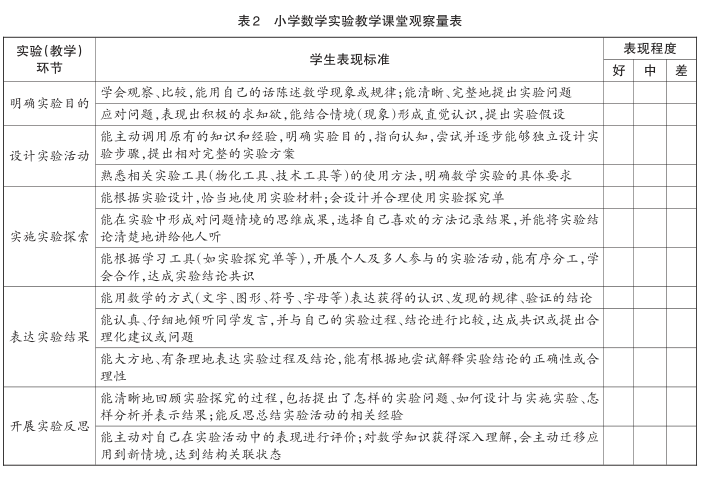 表2　小学数学实验教学课堂观察量表
实验(教学)
环节
学生表现标准
表现程度
好
中
差
明确实验目的
学会观察、比较,能用自己的话陈述数学现象或规律;能清晰、完整地提出实验问题
应对问题,表现出积极的求知欲,能结合情境(现象)形成直觉认识,提出实验假设
设计实验活动
能主动调用原有的知识和经验,明确实验目的,指向认知,尝试并逐步能够独立设计实
验步骤,提出相对完整的实验方案
熟悉相关实验工具(物化工具、技术工具等)的使用方法,明确数学实验的具体要求
实施实验探索
能根据实验设计,恰当地使用实验材料;会设计并合理使用实验探究单
能在实验中形成对问题情境的思维成果,选择自己喜欢的方法记录结果,并能将实验结
论清楚地讲给他人听
能根据学习工具(如实验探究单等),开展个人及多人参与的实验活动,能有序分工,学
会合作,达成实验结论共识
表达实验结果
能用数学的方式(文字、图形、符号、字母等)表达获得的认识、发现的规律、验证的结论
能认真、仔细地倾听同学发言,并与自己的实验过程、结论进行比较,达成共识或提出合
理化建议或问题
能大方地、有条理地表达实验过程及结论,能有根据地尝试解释实验结论的正确性或合
理性
开展实验反思
能清晰地回顾实验探究的过程,包括提出了怎样的实验问题、如何设计与实施实验、怎
样分析并表示结果;能反思总结实验活动的相关经验
能主动对自己在实验活动中的表现进行评价;对数学知识获得深入理解,会主动迁移应
用到新情境,达到结构关联状态